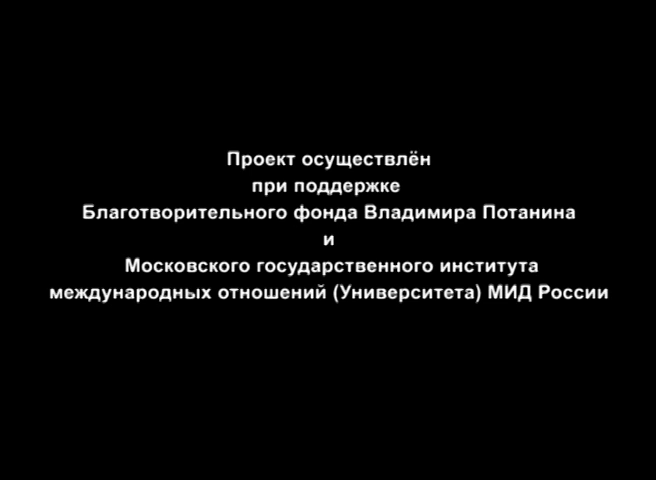 Проект осуществлён
при поддержке
Благотворительного фонда Владимира Потанина
и
Московского государственного института
международных отношений (Университета) МИД России